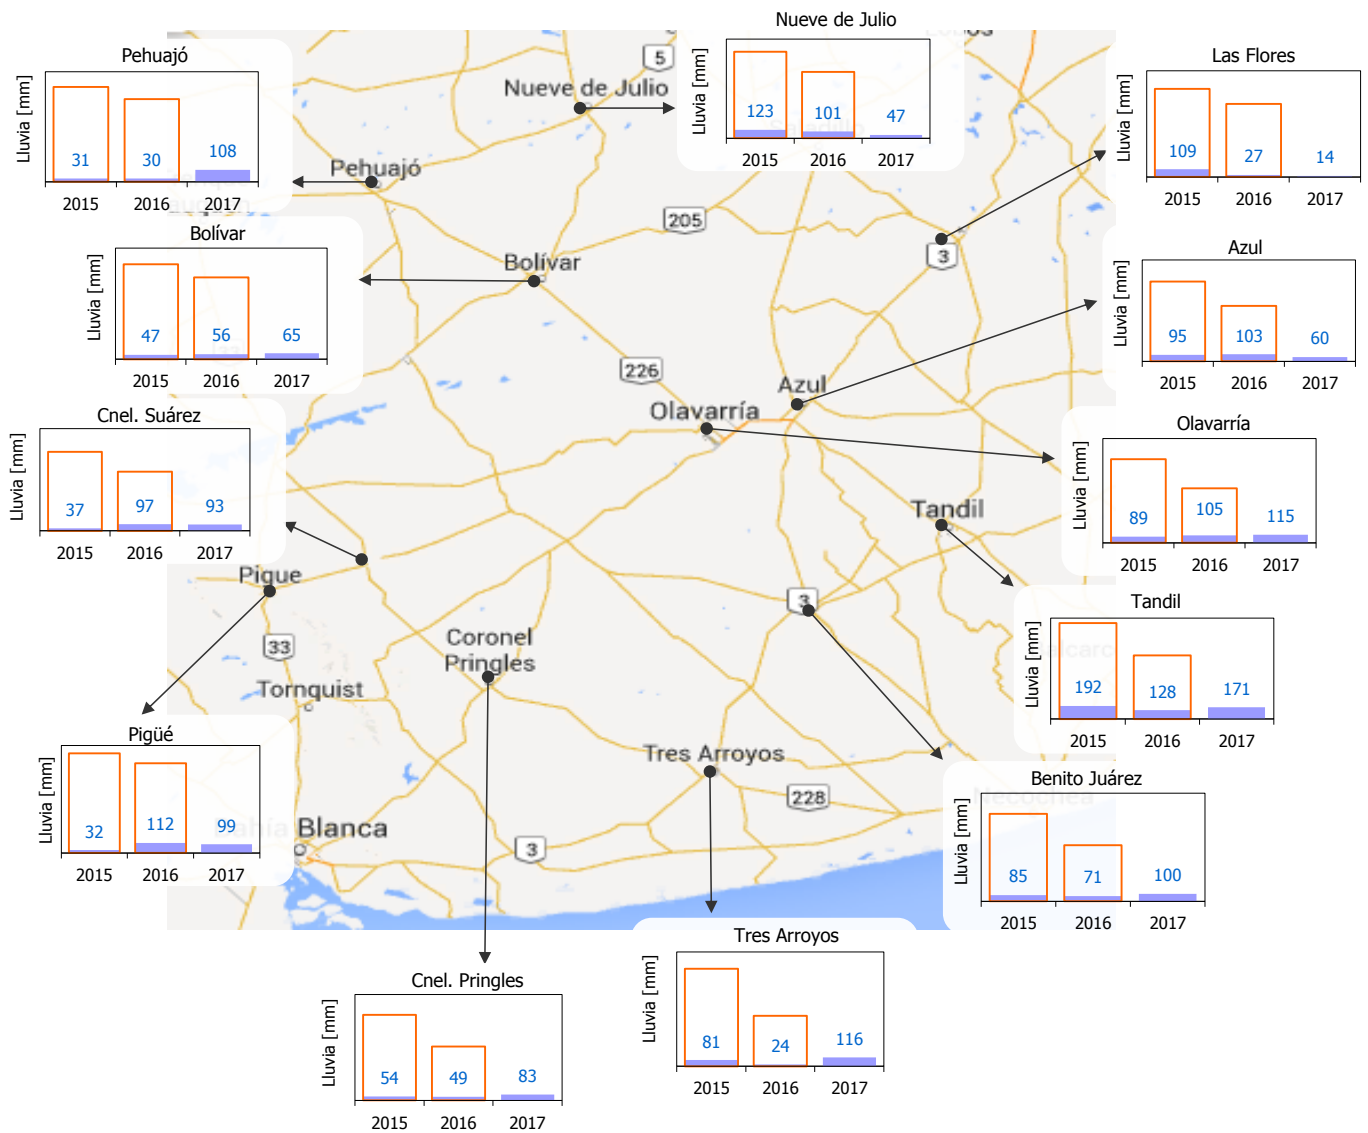 Nueve de Julio
Lluvia [mm]
123 101 47
2015 2016 2017
Pehuajó
Lluvia [mm]
31 30 108
2015 2016 2017
Las Flores
Lluvia [mm]
109 27 14
2015 2016 2017
Bolívar
Lluvia [mm]
47 56 65
2015 2016 2017
Azul
Lluvia [mm]
95 103 60
2015 2016 2017
Cnel. Suárez
Lluvia [mm]
37 97 93
2015 2016 2017
Olavarría
Lluvia [mm]
89 105 115
2015 2016 2017
Tandil
Lluvia [mm]
192 128 171
2015 2016 2017
Pigüé
Lluvia [mm]
32 112 99
2015 2016 2017
Benito Juárez
Lluvia [mm]
85 71 100
2015 2016 2017
Tres Arroyos
Lluvia [mm]
81 24 116
2015 2016 2017
Cnel. Pringles
Lluvia [mm]
54 49 83
2015 2016 2017
5
Nueve de Julio
Pehuajó
205
3
Bolívar
226
Azul
Olavarría
Tandil
Pigue
3
33
Coronel
Pringles
Tornquist
Tres Arroyos
228
Necochea
Bahía Blanca
3